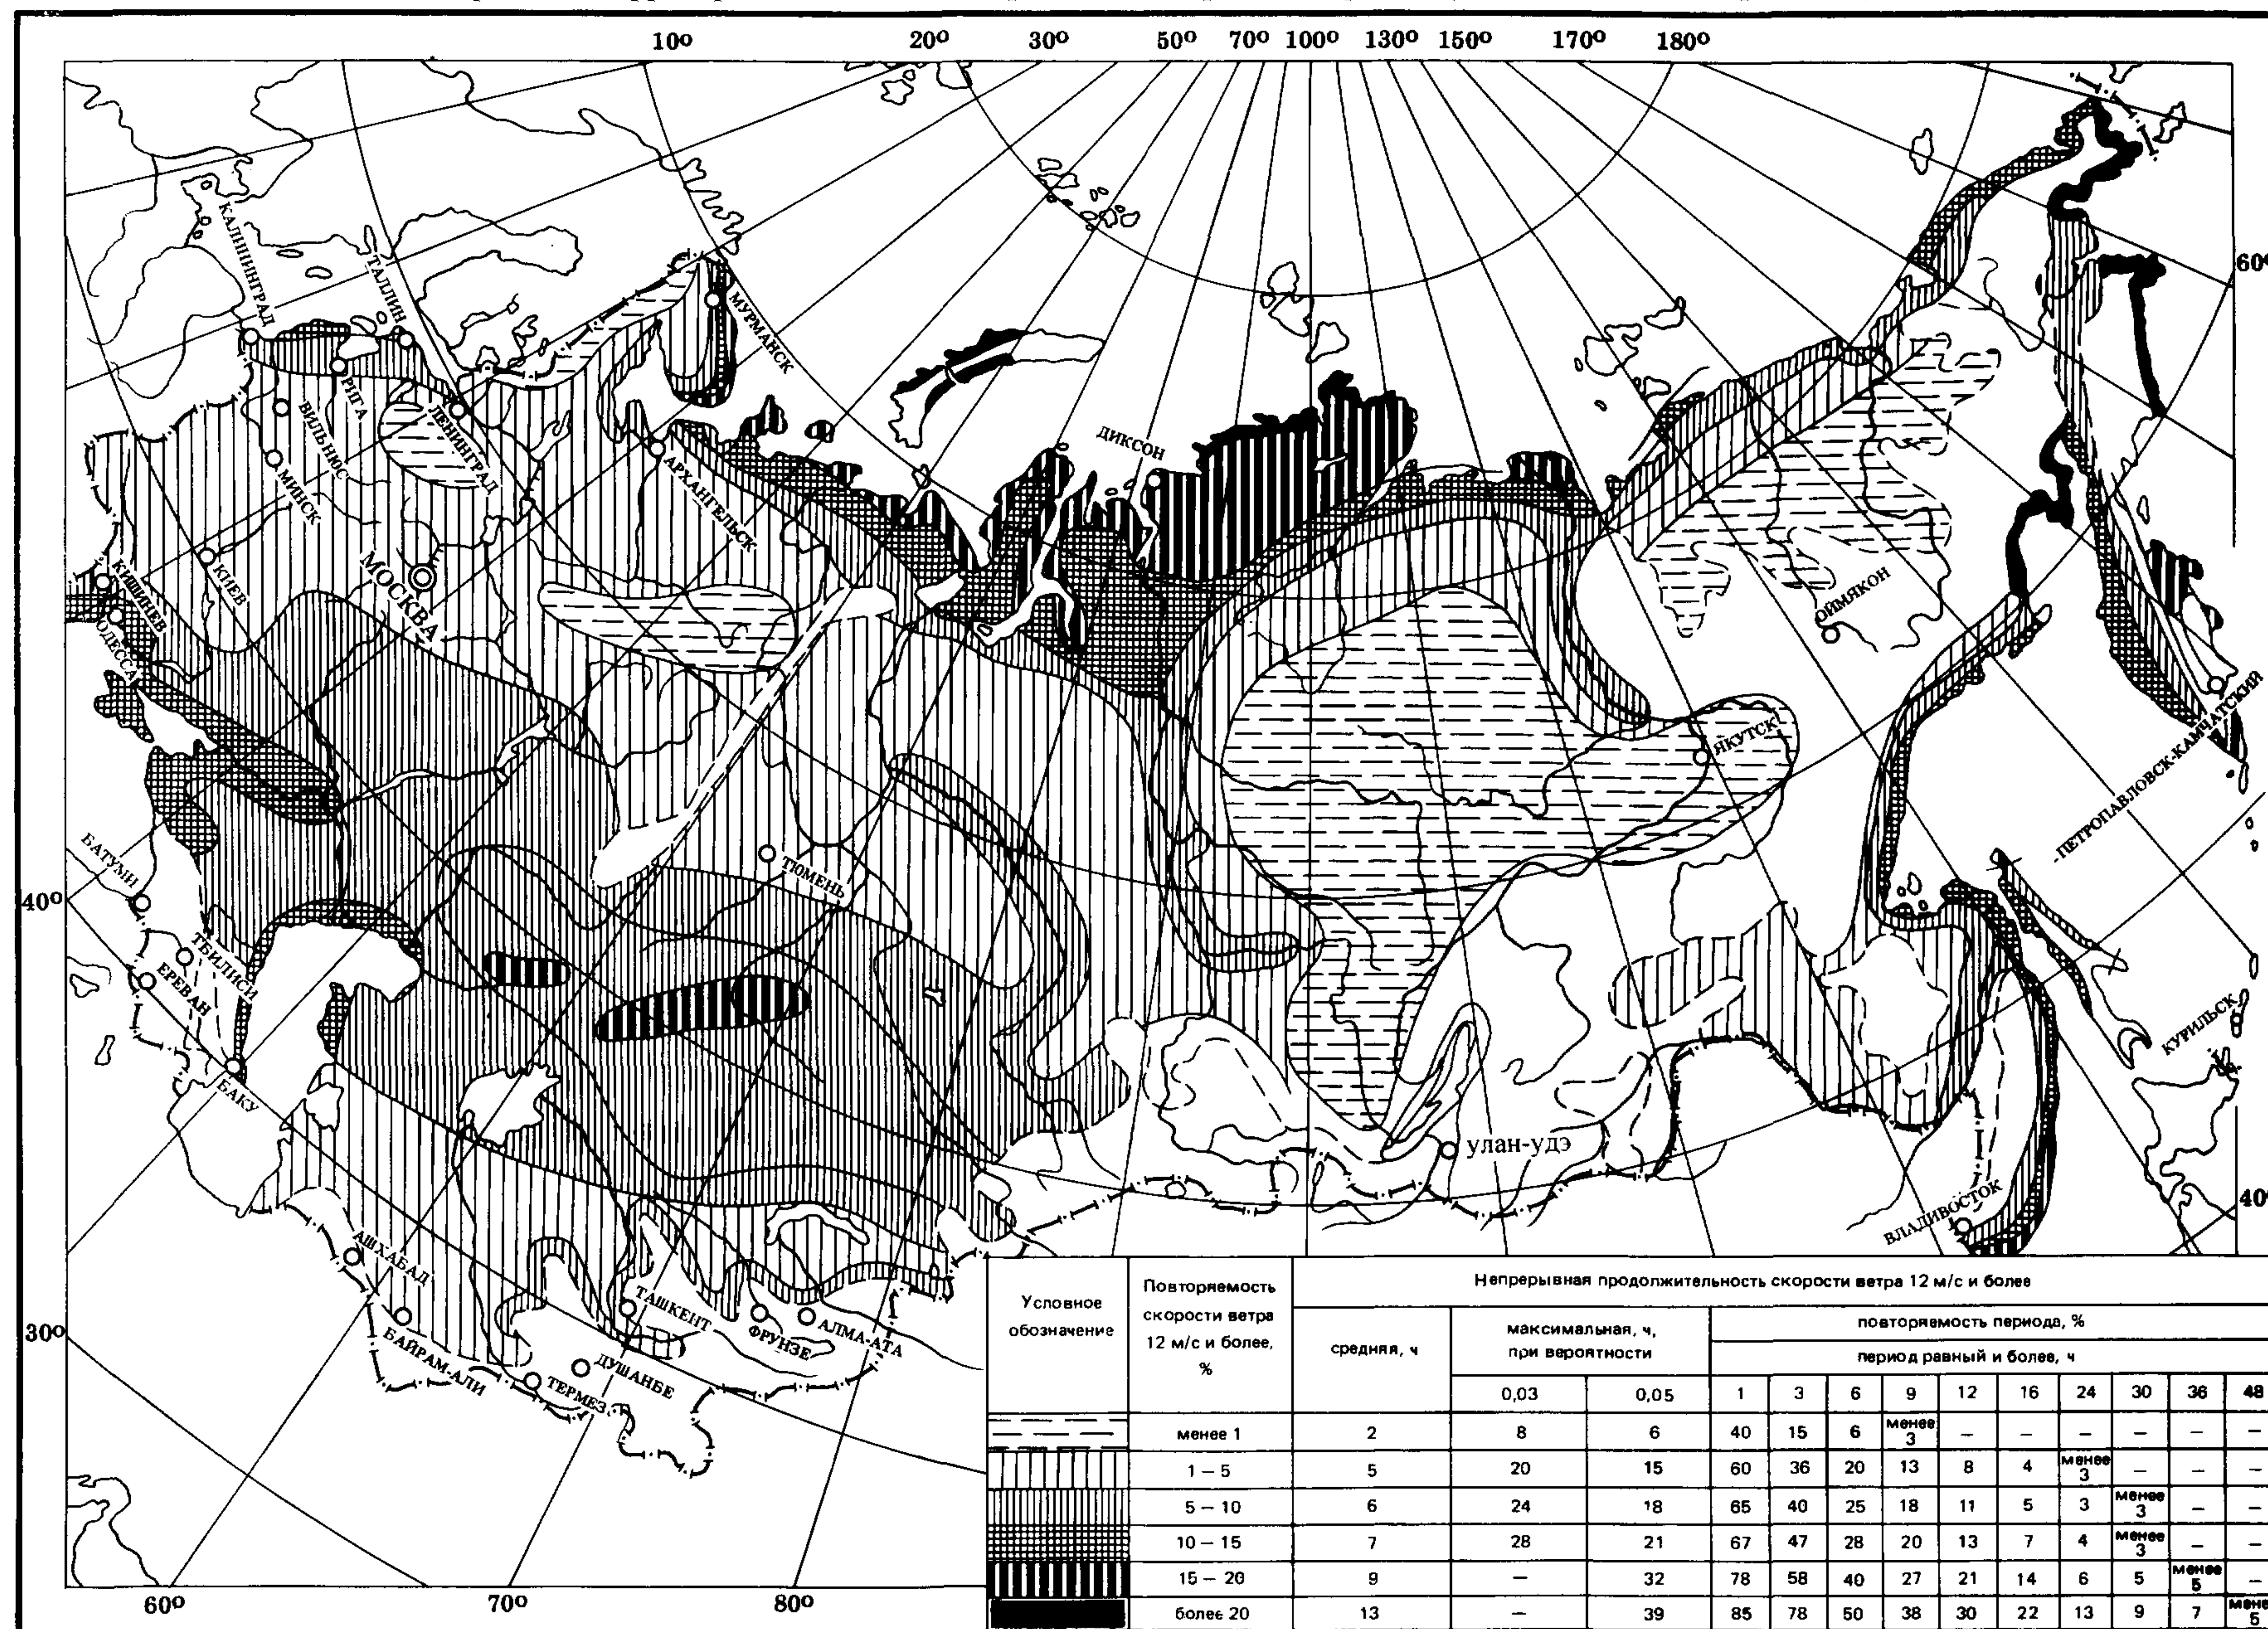 10° 20° 30° 50° 70° 100° 130° 150° 170° 180°
60°
КАЛИНИНГРАД
ТАЛЛИН
МУРМАНСК
РИГА
ВИЛЬНЮС
ЛЕНИНГРАД
МИНСК
АРХАНГЕЛЬСК
ДИКСОН
КИШИНЕВ
КИЕВ
МОСКВА
ОДЕССА
ОЙМЯКОН
ЯКУТСК
-ПЕТРОПАВЛОВСК-КАМЧАТСКИЙ
БАТУМИ
40°
ТЮМЕНЬ
ТБИЛИСИ
ЕРЕВАН
БАКУ
КУРИЛЬСК
улан-удэ
ВЛАДИВОСТОК
40°
АШХАБАД
БАЙРАМ-АЛИ
ТАШКЕНТ
ФРУНЗЕ
АЛМА-АТА
ДУШАНБЕ
ТЕРМЕЗ
30°
60° 70° 80°
Условное обозначение
Повторяемость скорости ветра 12 м/с и более, %
Непрерывная продолжительность скорости ветра 12 м/с и более
средняя, ч
максимальная, ч, при вероятности
повторяемость периода, %
период равный и более, ч
0,03 0,05 1 3 6 9 12 16 24 30 36 48
менее 1 2 8 6 40 15 6 менее 3 – – – – – –
1 – 5 5 20 15 60 36 20 13 8 4 менее 3 – – –
5 – 10 6 24 18 65 40 25 18 11 5 3 менее 3 – –
10 – 15 7 28 21 67 47 28 20 13 7 4 менее 3 – –
15 – 20 9 – 32 78 58 40 27 21 14 6 5 менее 5 –
более 20 13 – 39 85 78 50 38 30 22 13 9 7 5